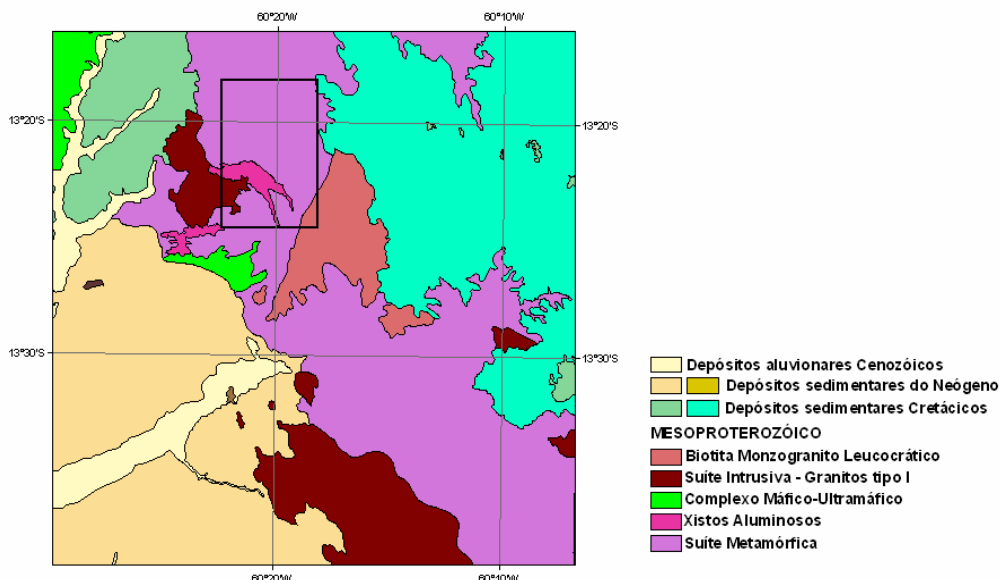 60°20'W 60°10'W
13°20'S 13°20'S
13°30'S 13°30'S
60°20'W 60°10'W
Depósitos aluvionares Cenozóicos
Depósitos sedimentares do Neógeno
Depósitos sedimentares Cretácicos
MESOPROTEROZÓICO
Biotita Monzogranito Leucocrático
Suíte Intrusiva - Granitos tipo I
Complexo Máfico-Ultramáfico
Xistos Aluminosos
Suíte Metamórfica